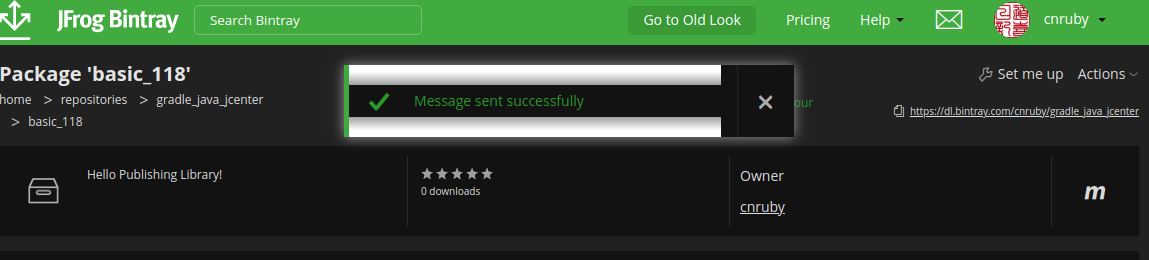 JFrog Bintray
Search Bintray
Go to Old Look
Pricing
Help
cnruby
Package 'basic_118'
Set me up
Actions
home > repositories > gradle_java_jcenter
> basic_118
Message sent successfully
our
https://dl.bintray.com/cnruby/gradle_java_jcenter
Hello Publishing Library!
0 downloads
Owner
cnruby
m